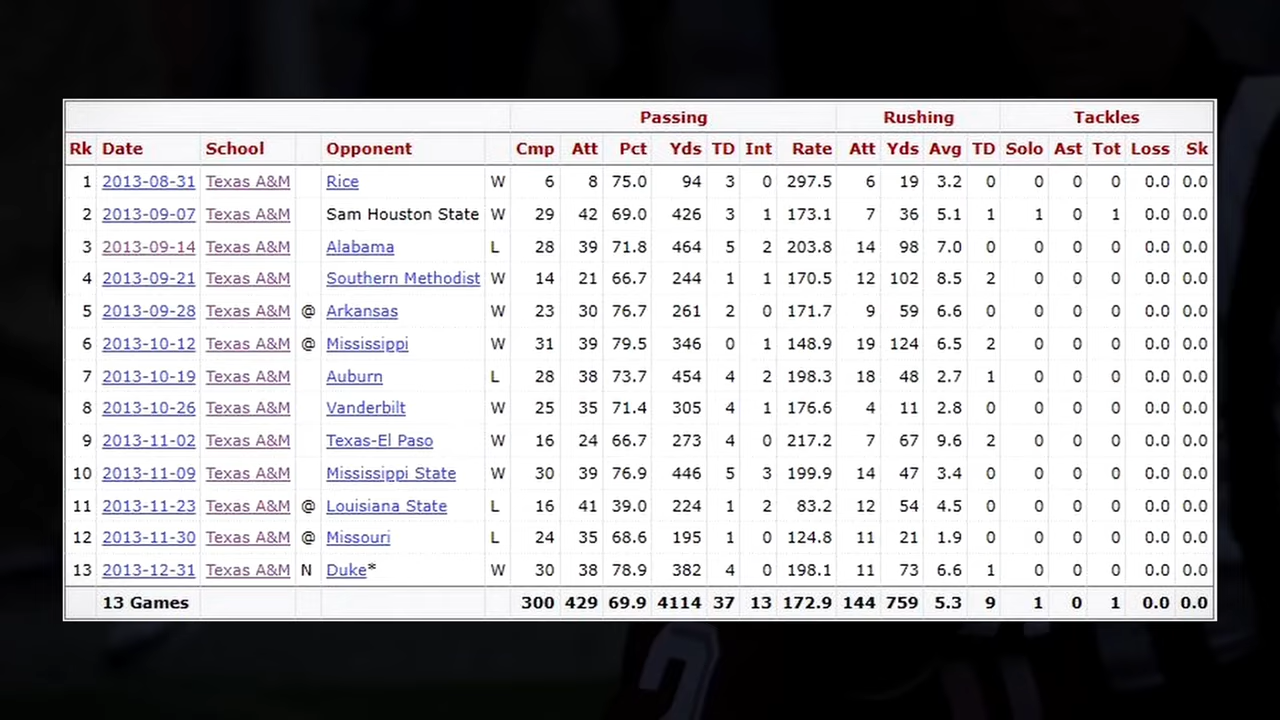 Passing Rushing Tackles
Rk Date School Opponent Cmp Att Pct Yds TD Int Rate Att Yds Avg TD Solo Ast Tot Loss Sk
1 2013-08-31 Texas A&M Rice W 6 8 75.0 94 3 0 297.5 6 19 3.2 0 0 0 0 0.0 0.0
2 2013-09-07 Texas A&M Sam Houston State W 29 42 69.0 426 3 1 173.1 7 36 5.1 1 1 0 1 0.0 0.0
3 2013-09-14 Texas A&M Alabama L 28 39 71.8 464 5 2 203.8 14 98 7.0 0 0 0 0 0.0 0.0
4 2013-09-21 Texas A&M Southern Methodist W 14 21 66.7 244 1 1 170.5 12 102 8.5 2 0 0 0 0.0 0.0
5 2013-09-28 Texas A&M @ Arkansas W 23 30 76.7 261 2 0 171.7 9 59 6.6 0 0 0 0 0.0 0.0
6 2013-10-12 Texas A&M @ Mississippi W 31 39 79.5 346 0 1 148.9 19 124 6.5 2 0 0 0 0.0 0.0
7 2013-10-19 Texas A&M Auburn L 28 38 73.7 454 4 2 198.3 18 48 2.7 1 0 0 0 0.0 0.0
8 2013-10-26 Texas A&M Vanderbilt W 25 35 71.4 305 4 1 176.6 4 11 2.8 0 0 0 0 0.0 0.0
9 2013-11-02 Texas A&M Texas-El Paso W 16 24 66.7 273 4 0 217.2 7 67 9.6 2 0 0 0 0.0 0.0
10 2013-11-09 Texas A&M Mississippi State W 30 39 76.9 446 5 3 199.9 14 47 3.4 0 0 0 0 0.0 0.0
11 2013-11-23 Texas A&M @ Louisiana State L 16 41 39.0 224 1 2 83.2 12 54 4.5 0 0 0 0 0.0 0.0
12 2013-11-30 Texas A&M @ Missouri L 24 35 68.6 195 1 0 124.8 11 21 1.9 0 0 0 0 0.0 0.0
13 2013-12-31 Texas A&M N Duke* W 30 38 78.9 382 4 0 198.1 11 73 6.6 1 0 0 0 0.0 0.0
13 Games 300 429 69.9 4114 37 13 172.9 144 759 5.3 9 1 0 1 0.0 0.0